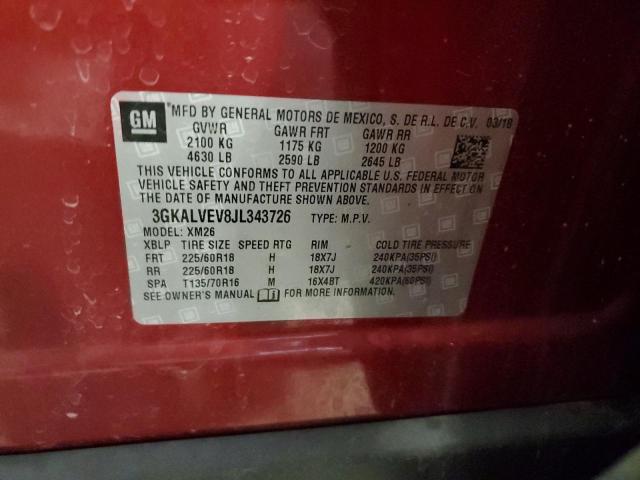 GM *MFD BY GENERAL MOTORS DE MEXICO, S. DE R.L. DE C.V. 03/18
GVWR GAWR FRT GAWR RR
2100 KG 1175 KG 1200 KG
4630 LB 2590 LB 2645 LB
THIS VEHICLE CONFORMS TO ALL APPLICABLE U.S. FEDERAL MOTOR
VEHICLE SAFETY AND THEFT PREVENTION STANDARDS IN EFFECT ON
THE DATE OF MANUFACTURE SHOWN ABOVE.
3GKALVEV8JL343726 TYPE: M.P.V.
MODEL: XM26
XBLP TIRE SIZE SPEED RTG RIM COLD TIRE PRESSURE
FRT 225/60R18 H 18X7J 240KPA(35PSI)
RR 225/60R18 H 18X7J 240KPA(35PSI)
SPA T135/70R16 M 16X4BT 420KPA(60PSI)
SEE OWNER'S MANUAL FOR MORE INFORMATION.